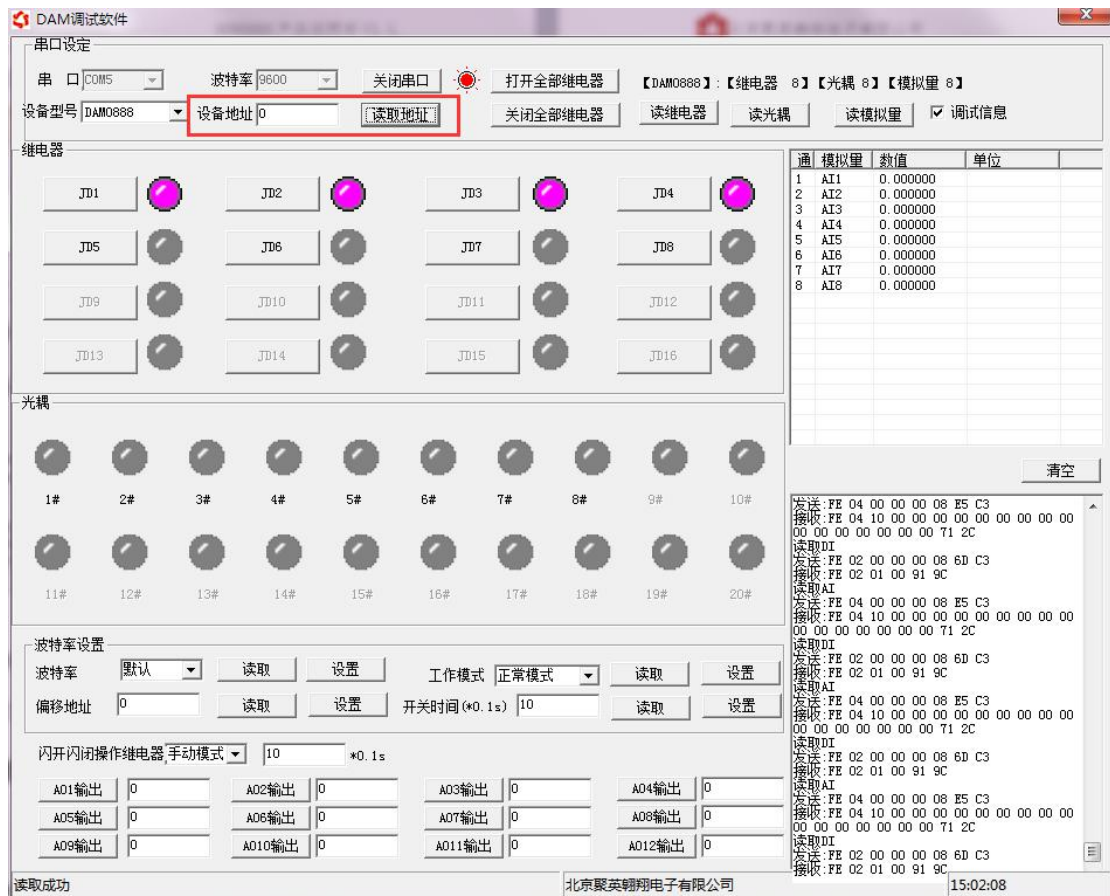 DAM调试软件
串口设定
串 口 COM5 波特率 9600 关闭串口 打开全部继电器 【DAM0888】:【继电器 8】【光耦 8】【模拟量 8】
设备型号 DAM0888 设备地址 0 读取地址 关闭全部继电器 读继电器 读光耦 读模拟量 调试信息
继电器
JD1 JD2 JD3 JD4
JD5 JD6 JD7 JD8
JD9 JD10 JD11 JD12
JD13 JD14 JD15 JD16
通 模拟量 数值 单位
1 AI1 0.000000
2 AI2 0.000000
3 AI3 0.000000
4 AI4 0.000000
5 AI5 0.000000
6 AI6 0.000000
7 AI7 0.000000
8 AI8 0.000000
光耦
1# 2# 3# 4# 5# 6# 7# 8# 9# 10#
11# 12# 13# 14# 15# 16# 17# 18# 19# 20#
清空
发送:FE 04 00 00 00 08 E5 C3
接收:FE 04 10 00 00 00 00 00 00 00 00 00
00 00 00 00 00 00 00 71 2C
读取DI
发送:FE 02 00 00 00 08 6D C3
接收:FE 02 01 00 91 9C
读取AI
发送:FE 04 00 00 00 08 E5 C3
接收:FE 04 10 00 00 00 00 00 00 00 00 00
00 00 00 00 00 00 00 71 2C
读取DI
发送:FE 02 00 00 00 08 6D C3
接收:FE 02 01 00 91 9C
读取AI
发送:FE 04 00 00 00 08 E5 C3
接收:FE 04 10 00 00 00 00 00 00 00 00 00
00 00 00 00 00 00 00 71 2C
读取DI
发送:FE 02 00 00 00 08 6D C3
接收:FE 02 01 00 91 9C
读取AI
发送:FE 04 00 00 00 08 E5 C3
接收:FE 04 10 00 00 00 00 00 00 00 00 00
00 00 00 00 00 00 00 71 2C
读取DI
发送:FE 02 00 00 00 08 6D C3
接收:FE 02 01 00 91 9C
波特率设置
波特率 默认 读取 设置 工作模式 正常模式 读取 设置
偏移地址 0 读取 设置 开关时间(*0.1s) 10 读取 设置
闪开闪闭操作继电器 手动模式 10 *0.1s
AO1输出 0 AO2输出 0 AO3输出 0 AO4输出 0
AO5输出 0 AO6输出 0 AO7输出 0 AO8输出 0
AO9输出 0 AO10输出 0 AO11输出 0 AO12输出 0
读取成功 北京聚英翱翔电子有限公司 15:02:08